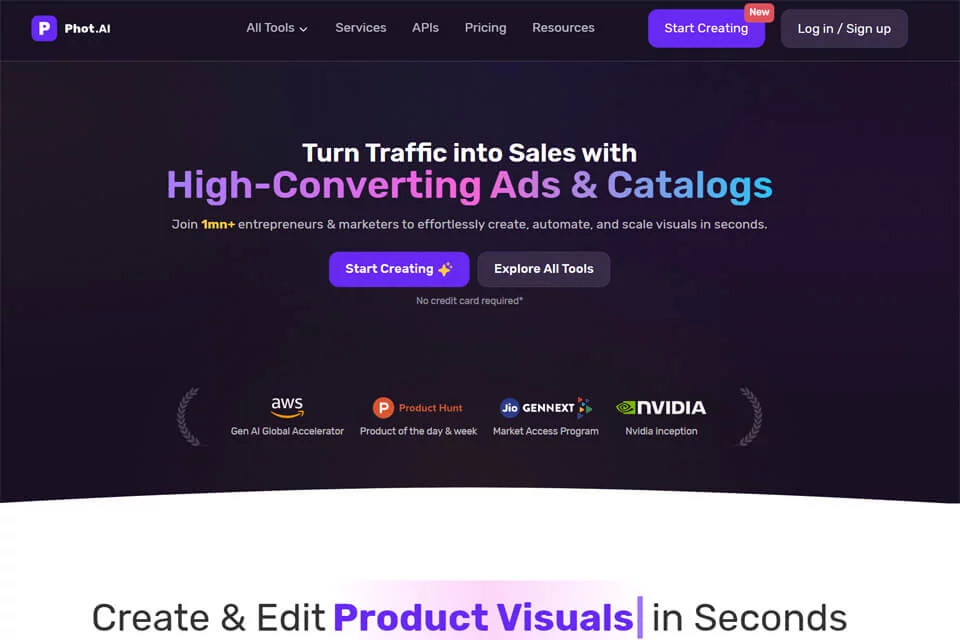 P Phot.AI
All Tools Services APIs Pricing Resources Start Creating New Log in / Sign up
Turn Traffic into Sales with
High-Converting Ads & Catalogs
Join 1mn+ entrepreneurs & marketers to effortlessly create, automate, and scale visuals in seconds.
Start Creating Explore All Tools
No credit card required*
aws P Product Hunt Jio GENNEXT NVIDIA
Gen AI Global Accelerator Product of the day & week Market Access Program Nvidia inception
Create & Edit Product Visuals in Seconds